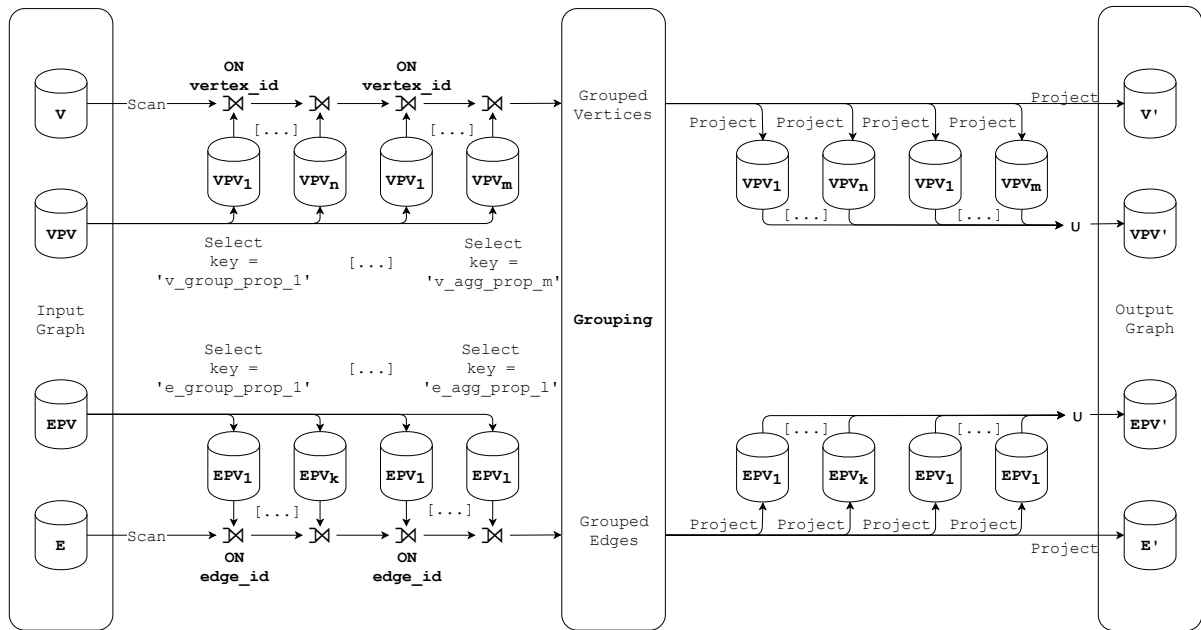 ON
vertex_id
ON
vertex_id
V
Scan
[...]
[...]
VPV1
VPVn
VPV1
VPVm
VPV
Select
key =
'v_group_prop_1'
[...]
Select
key =
'v_agg_prop_m'
Input
Graph
Select
key =
'e_group_prop_1'
[...]
Select
key =
'e_agg_prop_l'
EPV
EPV1
EPVk
EPV1
EPVl
[...]
[...]
E
Scan
ON
edge_id
ON
edge_id
Grouped
Vertices
Grouping
Grouped
Edges
Project
Project
Project
Project
Project
VPV1
VPVn
VPV1
VPVm
[...]
[...]
U
V'
VPV'
Output
Graph
EPV'
E'
U
[...]
[...]
EPV1
EPVk
EPV1
EPVl
Project
Project
Project
Project
Project